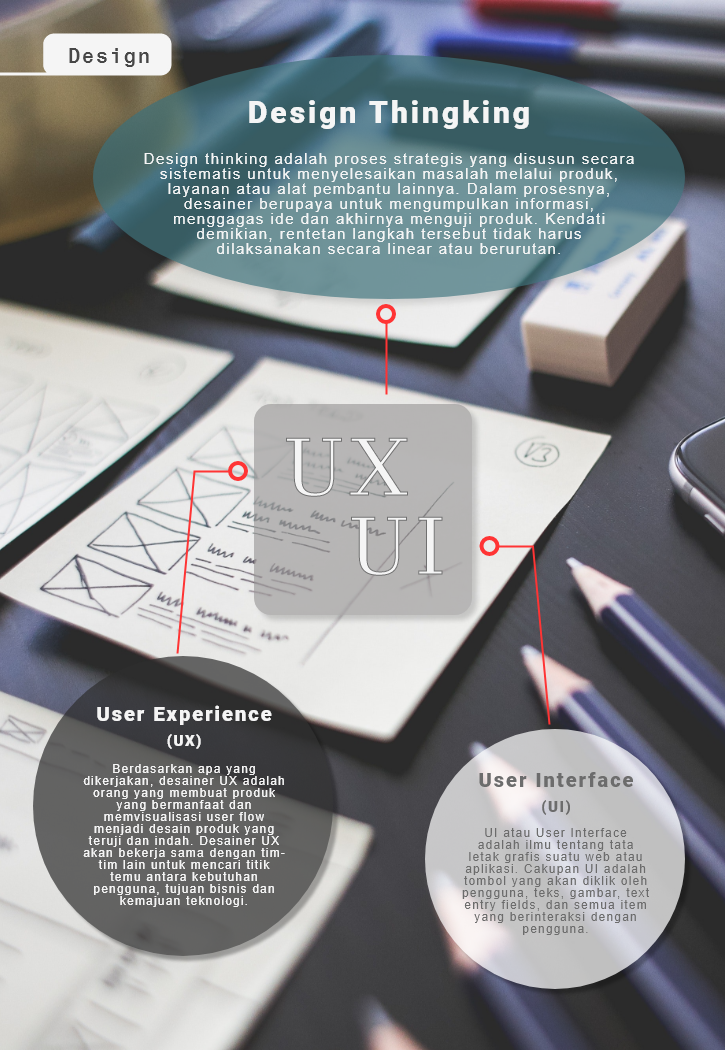 Design
Design Thingking
Design thinking adalah proses strategis yang disusun secara
sistematis untuk menyelesaikan masalah melalui produk,
layanan atau alat pembantu lainnya. Dalam prosesnya,
desainer berupaya untuk mengumpulkan informasi,
menggagas ide dan akhirnya menguji produk. Kendati
demikian, rentetan langkah tersebut tidak harus
dilaksanakan secara linear atau berurutan.
UX
UI
User Experience
(UX)
Berdasarkan apa yang
dikerjakan, desainer UX adalah
orang yang membuat produk
yang bermanfaat dan
memvisualisasi user flow
menjadi desain produk yang
teruji dan indah. Desainer UX
akan bekerja sama dengan tim-
tim lain untuk mencari titik
temu antara kebutuhan
pengguna, tujuan bisnis dan
kemajuan teknologi.
User Interface
(UI)
UI atau User Interface
adalah ilmu tentang tata
letak grafis suatu web atau
aplikasi. Cakupan UI adalah
tombol yang akan diklik oleh
pengguna, teks, gambar, text
entry fields, dan semua item
yang berinteraksi dengan
pengguna.